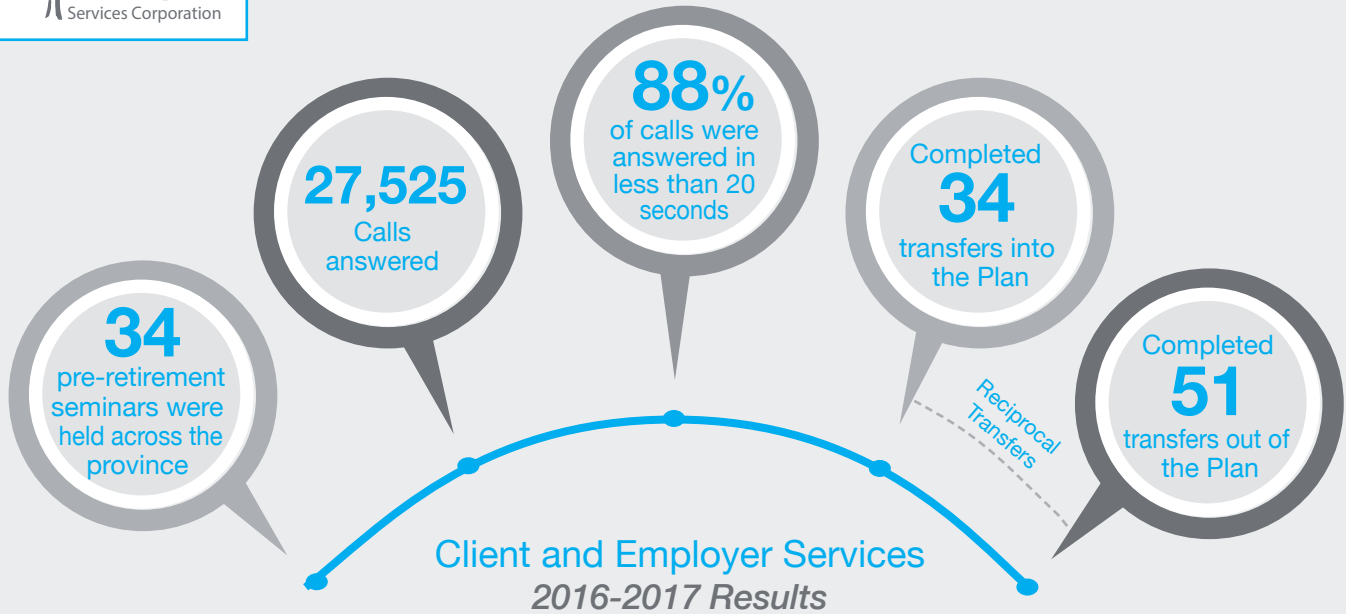 Services Corporation
34
pre-retirement
seminars were
held across the
province
27,525
Calls
answered
88%
of calls were
answered in
less than 20
seconds
Completed
34
transfers into
the Plan
Reciprocal
Transfers
Completed
51
transfers out of
the Plan
Client and Employer Services
2016-2017 Results